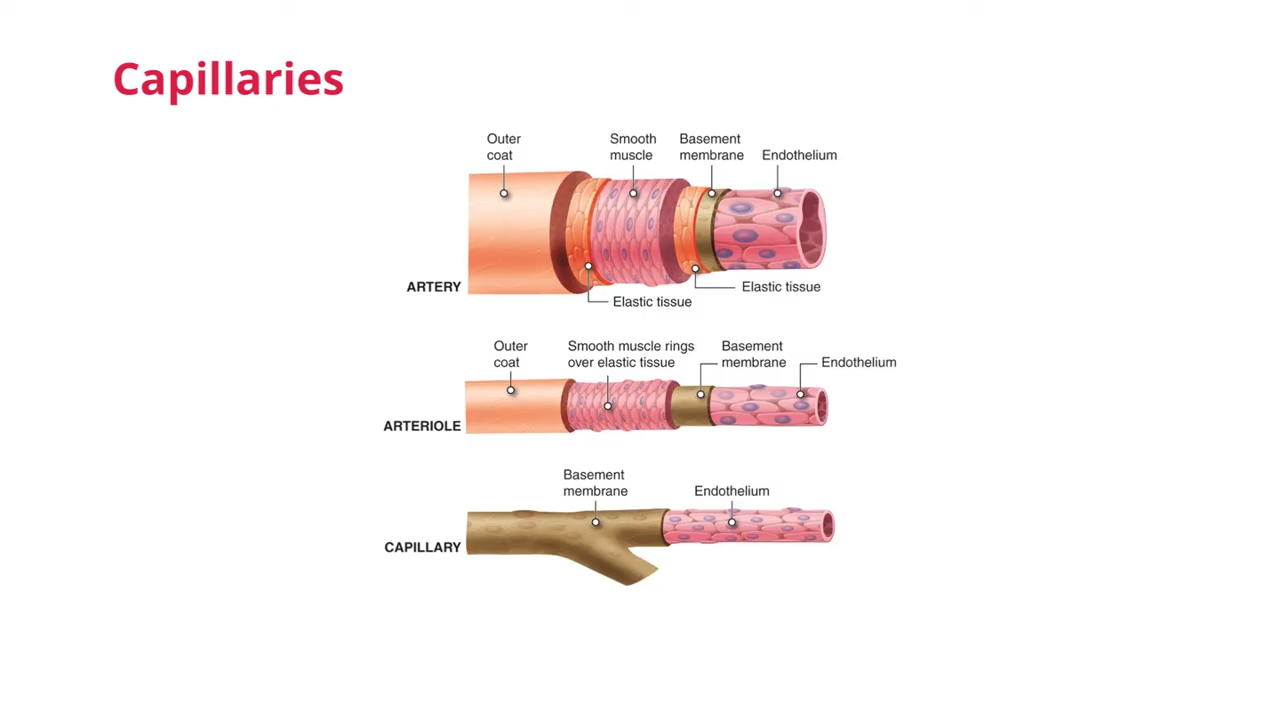 Capillaries
Outer
coat
Smooth
muscle
Basement
membrane
Endothelium
ARTERY
Elastic tissue
Elastic tissue
Outer
coat
Smooth muscle rings
over elastic tissue
Basement
membrane
Endothelium
ARTERIOLE
Basement
membrane
Endothelium
CAPILLARY